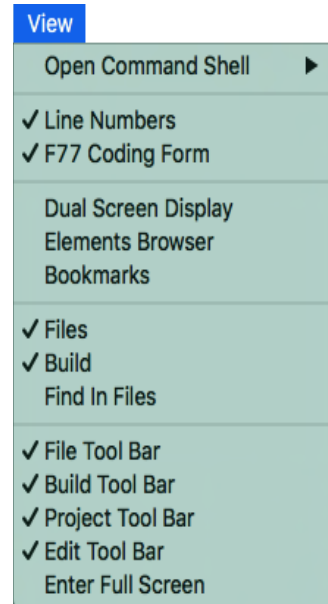 View
Open Command Shell
Line Numbers
F77 Coding Form
Dual Screen Display
Elements Browser
Bookmarks
Files
Build
Find In Files
File Tool Bar
Build Tool Bar
Project Tool Bar
Edit Tool Bar
Enter Full Screen